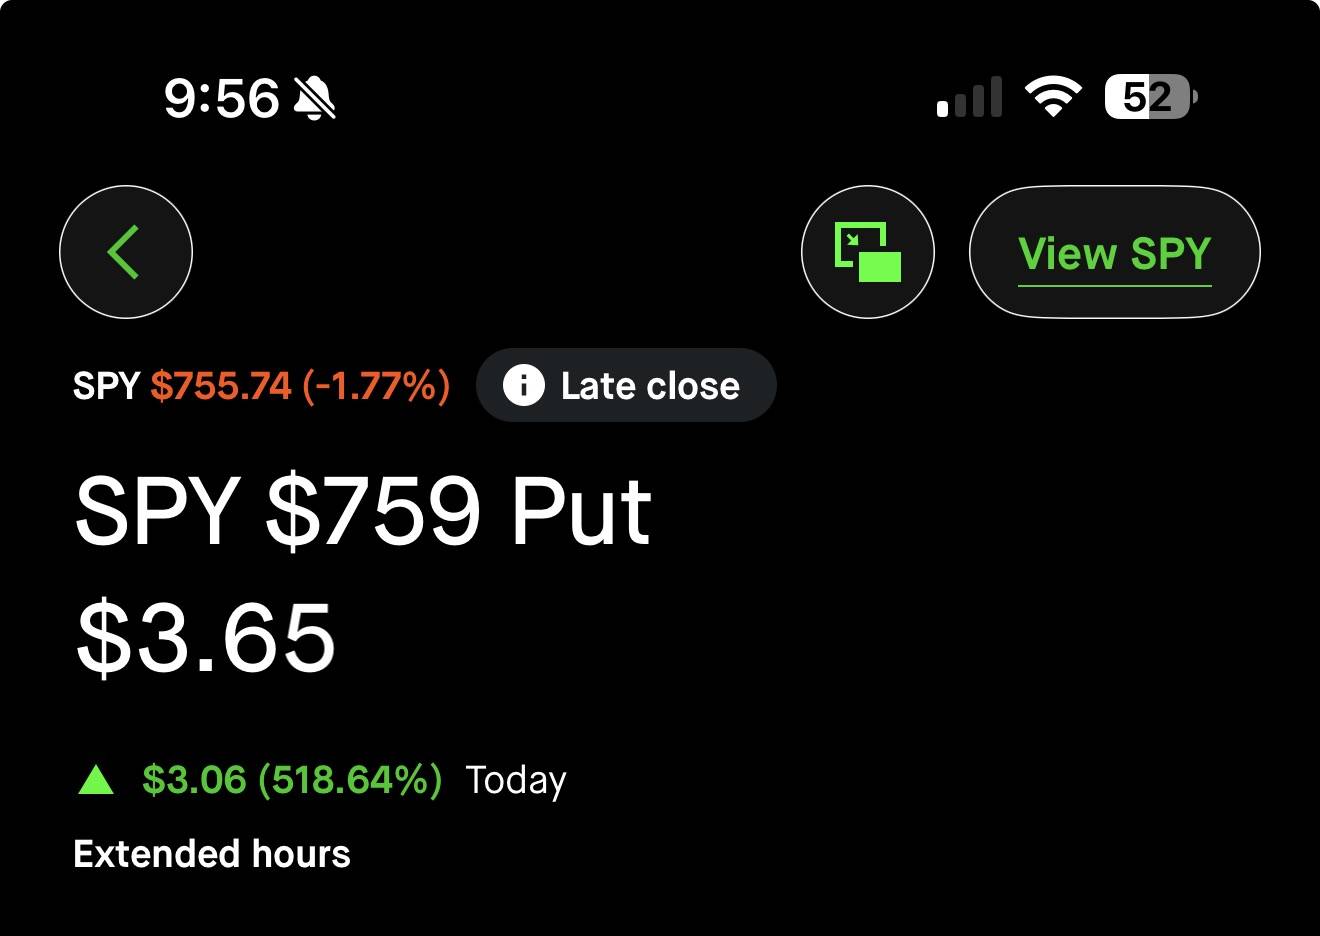 9:56 52
View SPY
SPY $755.74 (-1.77%) Late close
SPY $759 Put
$3.65
$3.06 (518.64%) Today
Extended hours